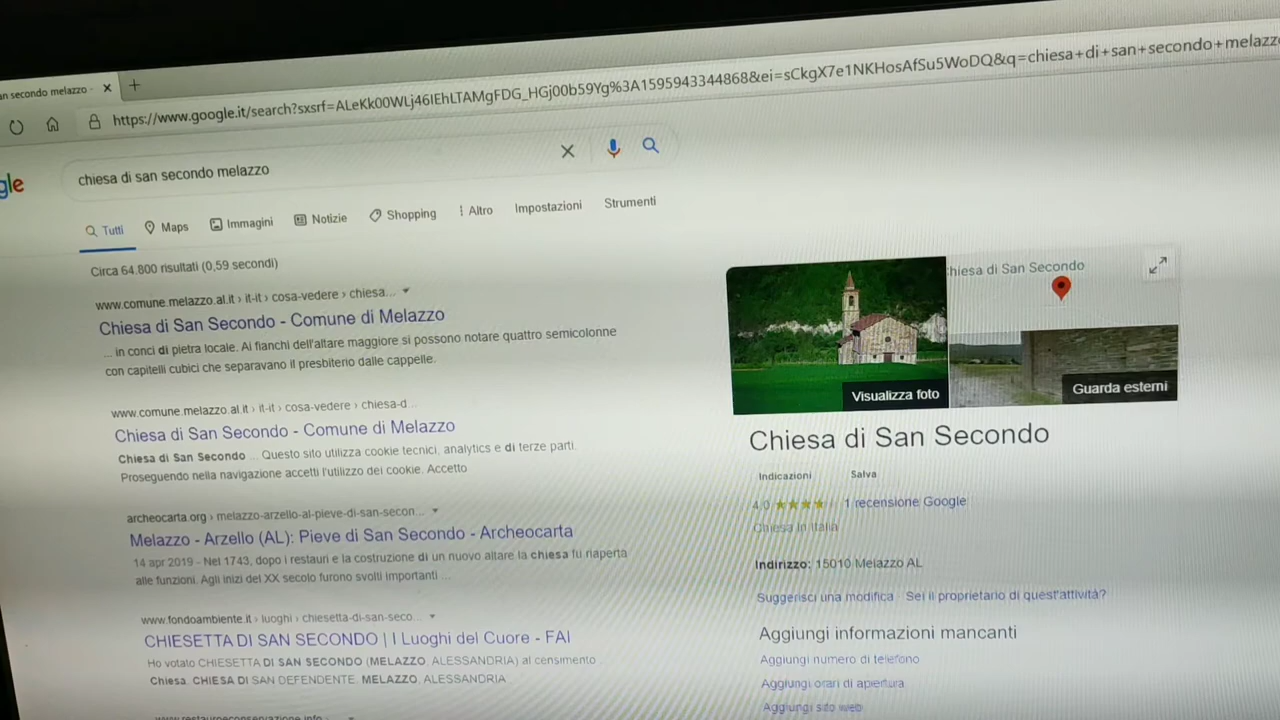 an secondo melazzo
https://www.google.it/search?sxsrf=ALeKk00WLj46IEhLTAMgFDG_HGj00b59Yg%3A1595943344868&ei=sCkgX7e1NKHosAfSu5WoDQ&q=chiesa+di+san+secondo+melazzo
gle
chiesa di san secondo melazzo
Tutti Maps Immagini Notizie Shopping Altro Impostazioni Strumenti
Circa 64.800 risultati (0,59 secondi)
www.comune.melazzo.al.it › it-it › cosa-vedere › chiesa...
Chiesa di San Secondo - Comune di Melazzo
... in conci di pietra locale. Ai fianchi dell'altare maggiore si possono notare quattro semicolonne
con capitelli cubici che separavano il presbiterio dalle cappelle.
www.comune.melazzo.al.it › it-it › cosa-vedere › chiesa-d...
Chiesa di San Secondo - Comune di Melazzo
Chiesa di San Secondo ... Questo sito utilizza cookie tecnici, analytics e di terze parti.
Proseguendo nella navigazione accetti l'utilizzo dei cookie. Accetto
archeocarta.org › melazzo-arzello-al-pieve-di-san-secon...
Melazzo - Arzello (AL): Pieve di San Secondo - Archeocarta
14 apr 2019 - Nel 1743, dopo i restauri e la costruzione di un nuovo altare la chiesa fu riaperta
alle funzioni. Agli inizi del XX secolo furono svolti importanti ...
www.fondoambiente.it › luoghi › chiesetta-di-san-seco...
CHIESETTA DI SAN SECONDO | I Luoghi del Cuore - FAI
Ho votato CHIESETTA DI SAN SECONDO (MELAZZO, ALESSANDRIA) al censimento ...
Chiesa. CHIESA DI SAN DEFENDENTE. MELAZZO, ALESSANDRIA
www.restauroeconservazione.info
hiesa di San Secondo
Visualizza foto
Guarda esterni
Chiesa di San Secondo
Indicazioni Salva
4,0 1 recensione Google
Chiesa in Italia
Indirizzo: 15010 Melazzo AL
Suggerisci una modifica · Sei il proprietario di quest'attività?
Aggiungi informazioni mancanti
Aggiungi numero di telefono
Aggiungi orari di apertura
Aggiungi sito web